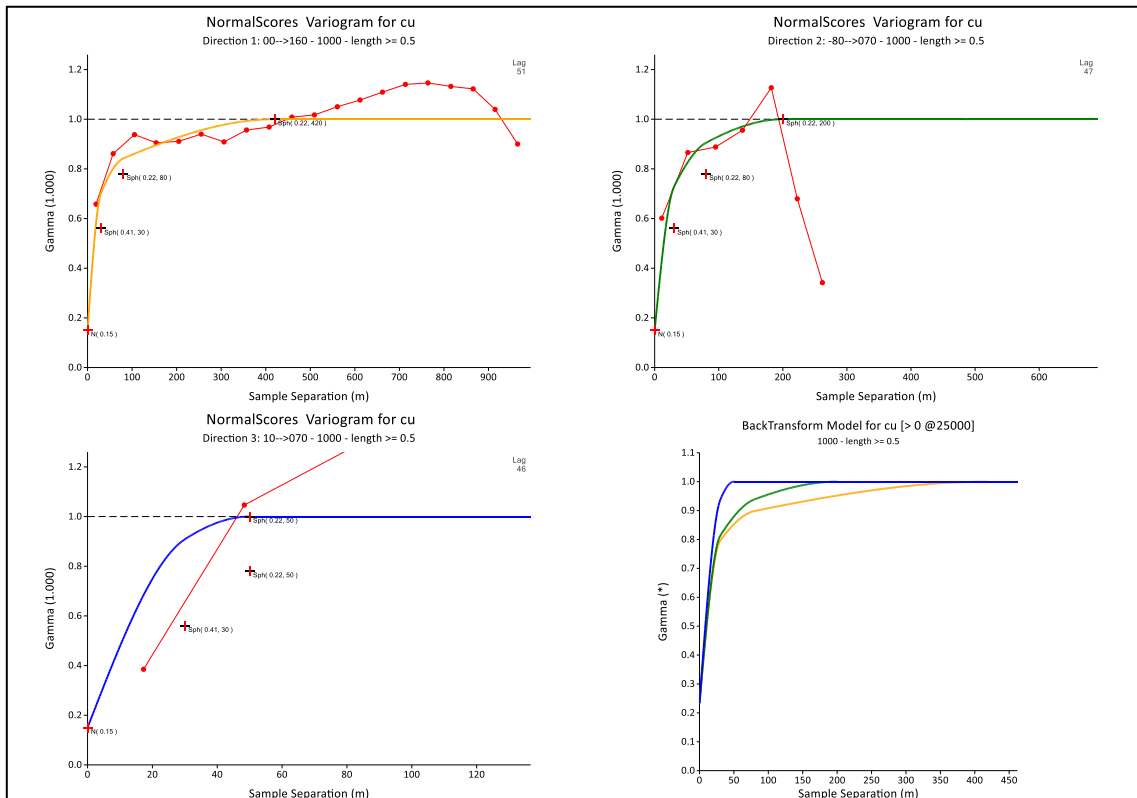 NormalScores Variogram for cu
Direction 1: 00-->160 - 1000 - length >= 0.5
Lag
51
1.2
1.0
0.8
0.6
0.4
0.2
0.0
Gamma (1.000)
Sph( 0.22, 420 )
Sph( 0.22, 80 )
Sph( 0.41, 30 )
N( 0.15 )
0 100 200 300 400 500 600 700 800 900
Sample Separation (m)
NormalScores Variogram for cu
Direction 2: -80-->070 - 1000 - length >= 0.5
Lag
47
1.2
1.0
0.8
0.6
0.4
0.2
0.0
Gamma (1.000)
Sph( 0.22, 200 )
Sph( 0.22, 80 )
Sph( 0.41, 30 )
N( 0.15 )
0 100 200 300 400 500 600
Sample Separation (m)
NormalScores Variogram for cu
Direction 3: 10-->070 - 1000 - length >= 0.5
Lag
46
1.2
1.0
0.8
0.6
0.4
0.2
0.0
Gamma (1.000)
Sph( 0.22, 50 )
Sph( 0.22, 50 )
Sph( 0.41, 30 )
N( 0.15 )
0 20 40 60 80 100 120
Sample Separation (m)
BackTransform Model for cu [> 0 @25000]
1000 - length >= 0.5
1.1
1.0
0.9
0.8
0.7
0.6
0.5
0.4
0.3
0.2
0.1
0.0
Gamma (*)
0 50 100 150 200 250 300 350 400 450
Sample Separation (m)